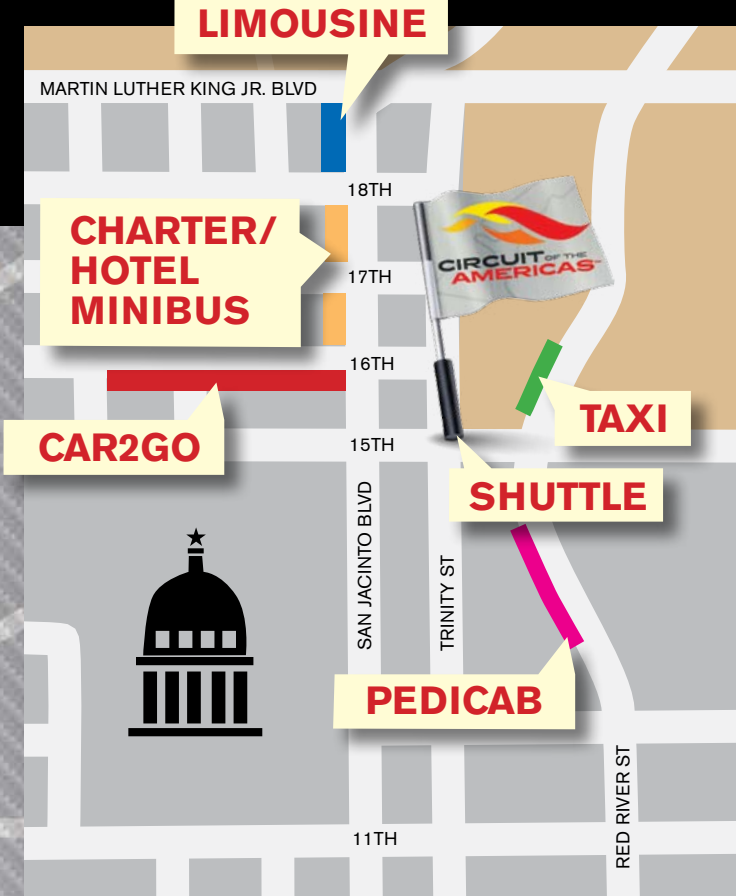 LIMOUSINE
MARTIN LUTHER KING JR. BLVD
18TH
CHARTER/
HOTEL
MINIBUS
CIRCUIT OF THE
AMERICAS
17TH
16TH
TAXI
CAR2GO
15TH
SHUTTLE
SAN JACINTO BLVD
TRINITY ST
PEDICAB
RED RIVER ST
11TH